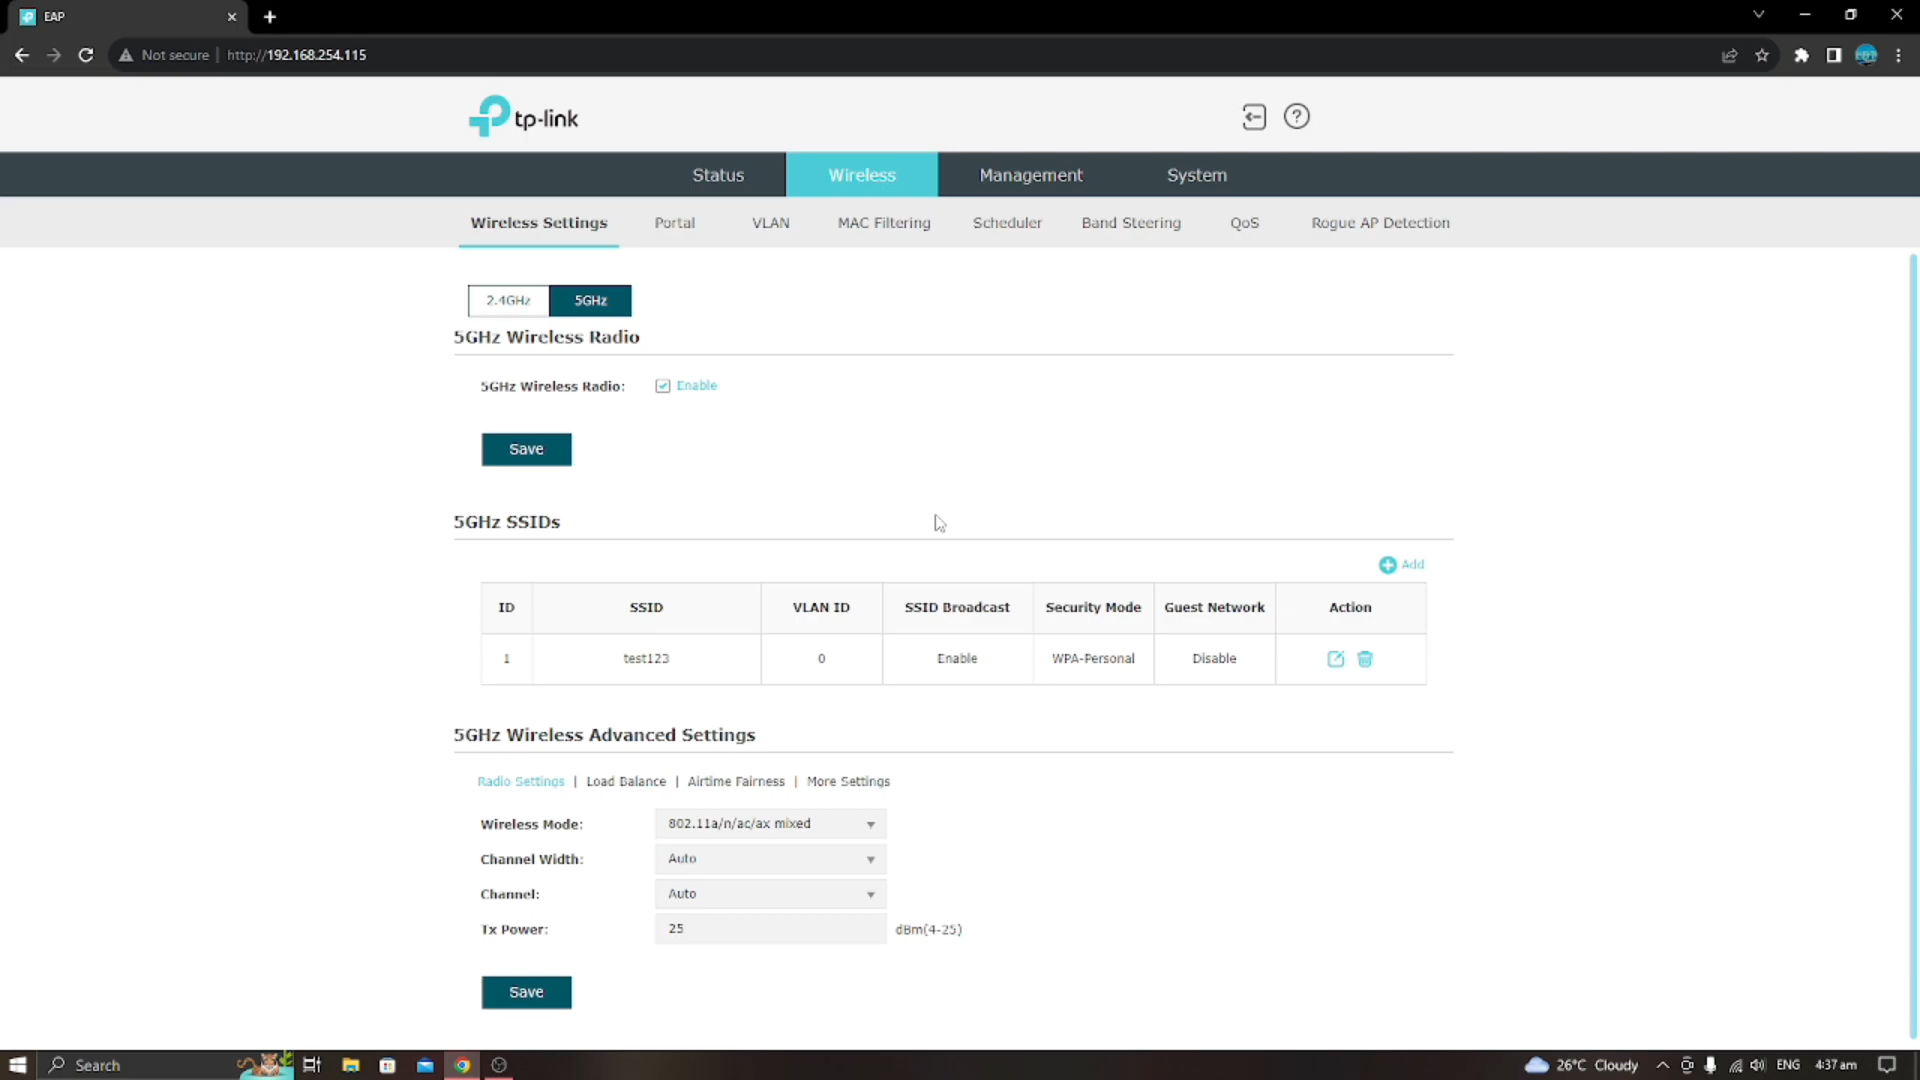 EAP
Not secure http://192.168.254.115
tp-link
Status Wireless Management System
Wireless Settings Portal VLAN MAC Filtering Scheduler Band Steering QoS Rogue AP Detection
2.4GHz 5GHz
5GHz Wireless Radio
5GHz Wireless Radio: Enable
Save
5GHz SSIDs
Add
ID SSID VLAN ID SSID Broadcast Security Mode Guest Network Action
1 test123 0 Enable WPA-Personal Disable
5GHz Wireless Advanced Settings
Radio Settings | Load Balance | Airtime Fairness | More Settings
Wireless Mode: 802.11a/n/ac/ax mixed
Channel Width: Auto
Channel: Auto
Tx Power: 25 dBm(4-25)
Save
Search 26°C Cloudy ENG 4:37 am